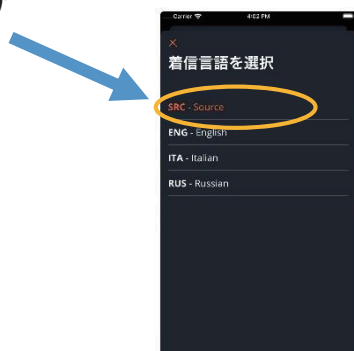 Carrier 4:02 PM
×
着信言語を選択
SRC - Source
ENG - English
ITA - Italian
RUS - Russian